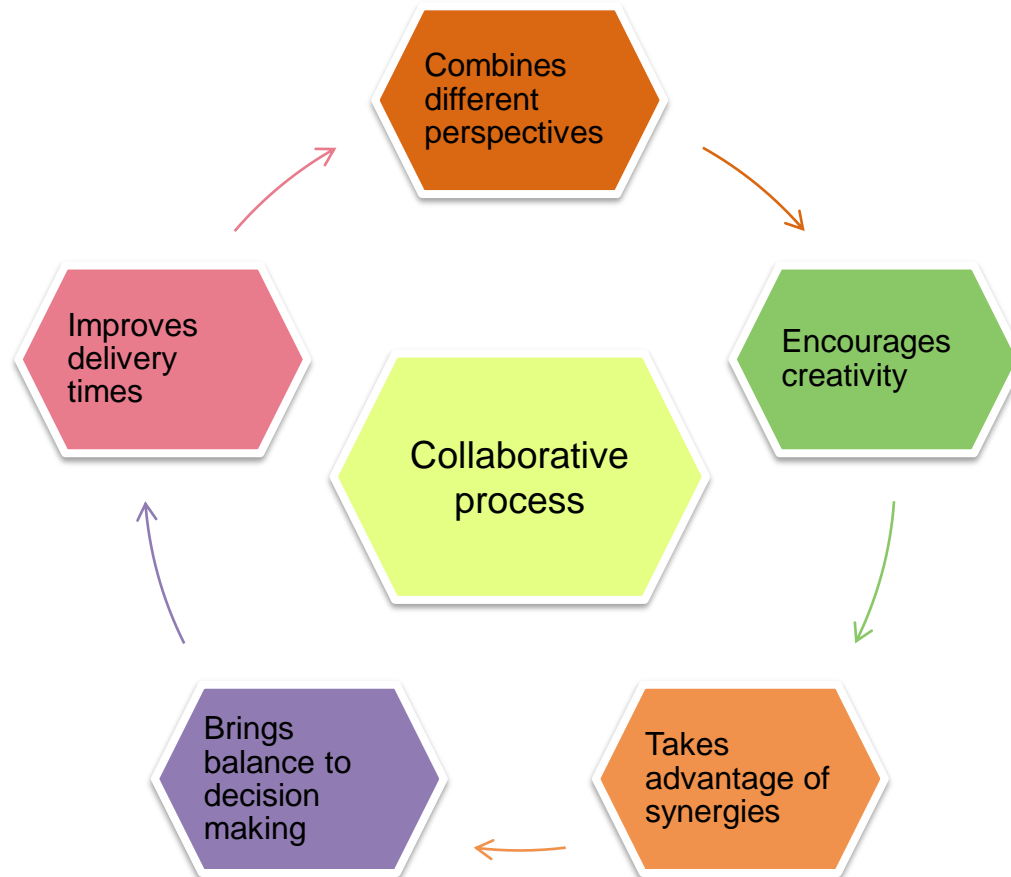 Combines
different
perspectives
Encourages
creativity
Takes
advantage of
synergies
Brings
balance to
decision
making
Improves
delivery
times
Collaborative
process